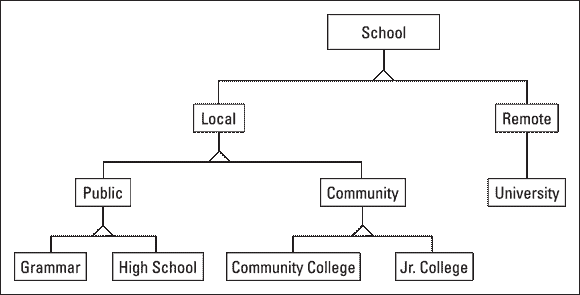 School
Local
Remote
Public
Community
University
Grammar
High School
Community College
Jr. College